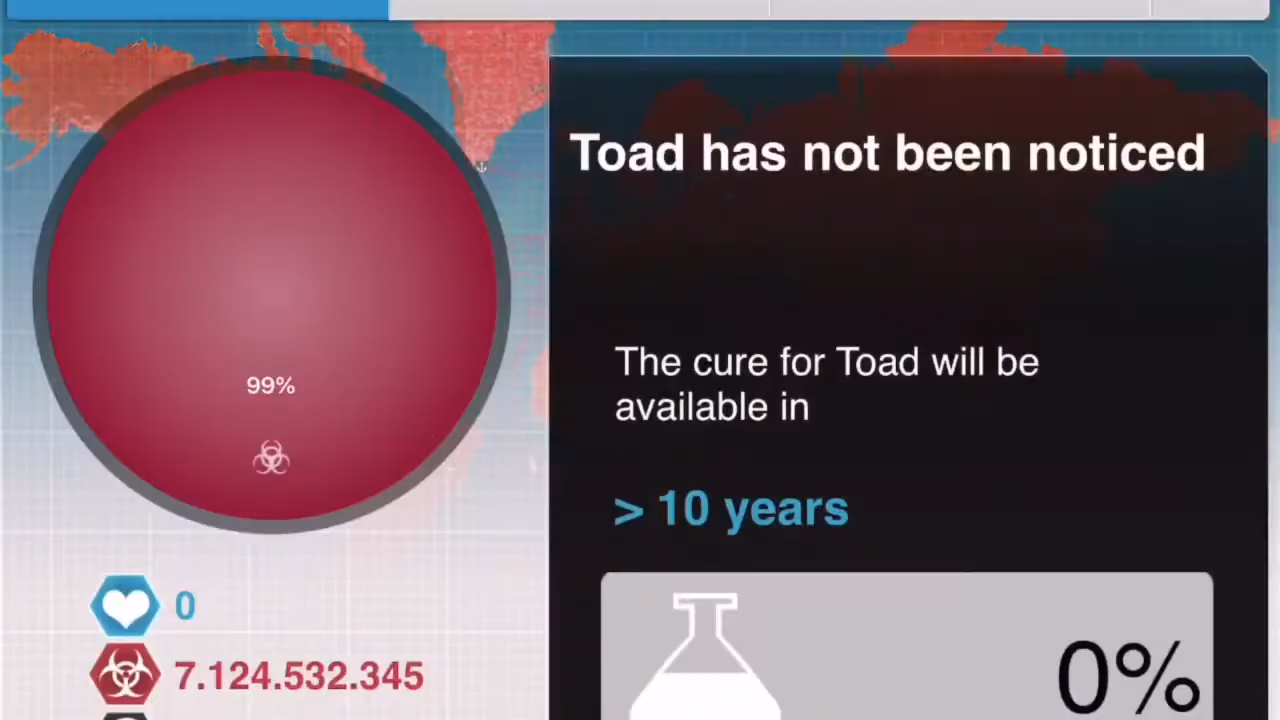 Toad has not been noticed
99%
The cure for Toad will be
available in
> 10 years
0
7.124.532.345
0%